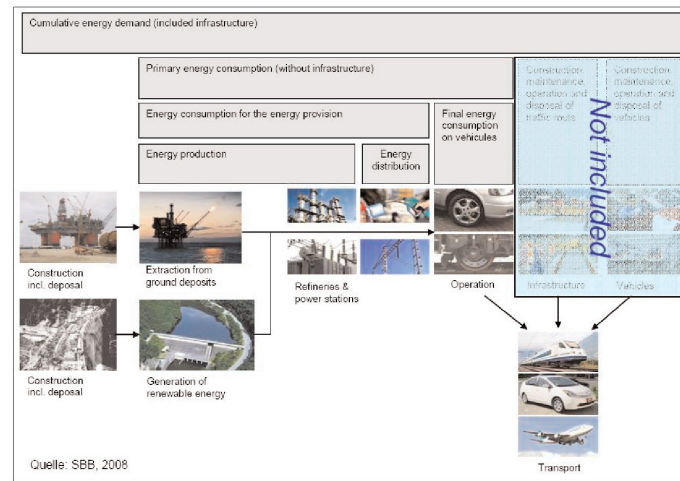 Cumulative energy demand (included infrastructure)
Primary energy consumption (without infrastructure)
Energy consumption for the energy provision
Energy production
Energy
distribution
Final energy
consumption
on vehicles
Construction,
maintenance,
operation and
disposal of
traffic routs
Construction,
maintenance,
operation and
disposal of
vehicles
Not included
Construction
incl. deposal
Extraction from
ground deposits
Refineries &
power stations
Operation
Infrastructure
Vehicles
Construction
incl. deposal
Generation of
renewable energy
Transport
Quelle: SBB, 2008